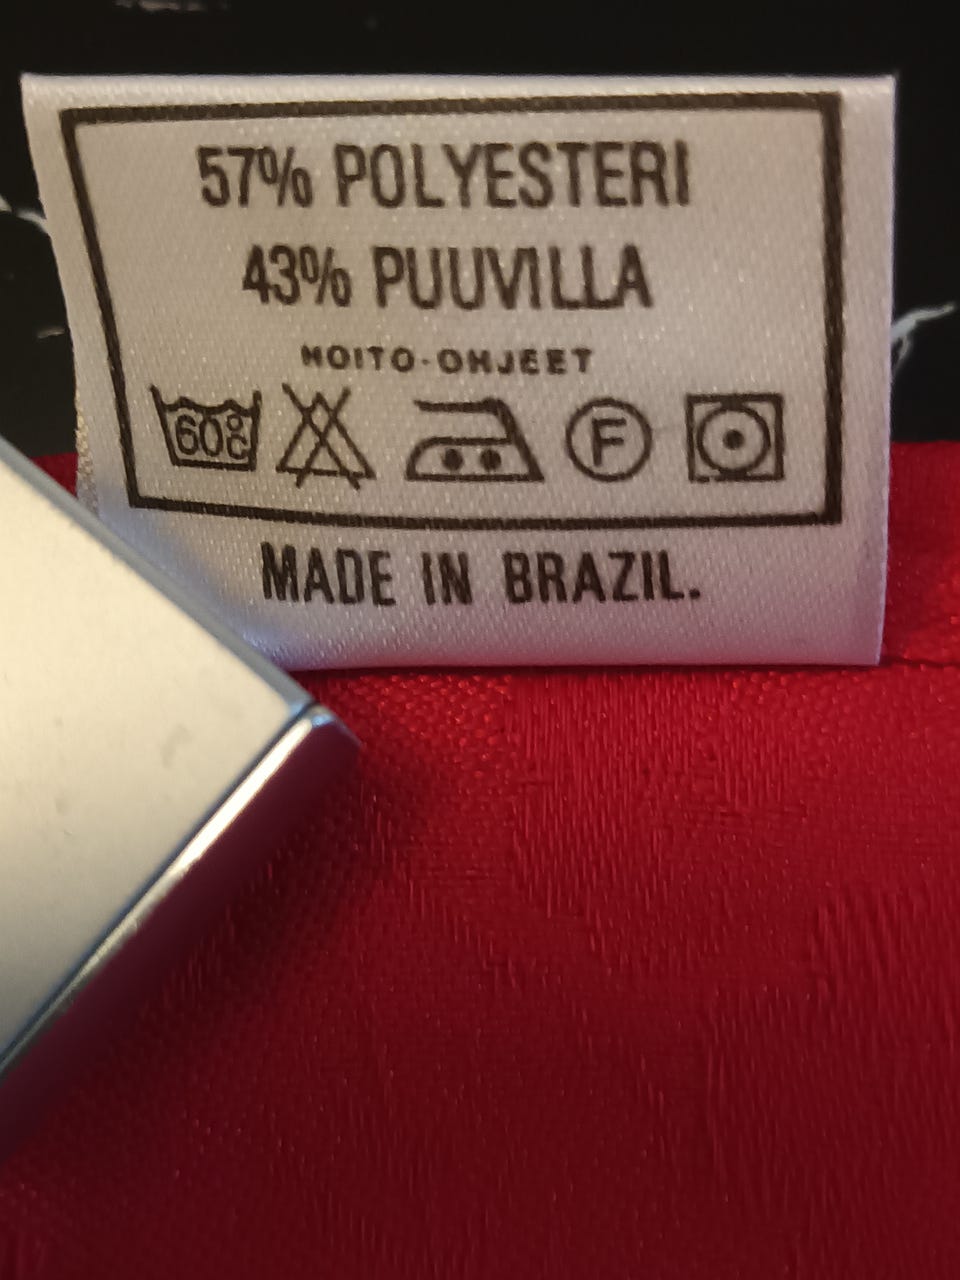 57% POLYESTERI
43% PUUVILLA
HOITO-OHJEET
60°C F
MADE IN BRAZIL.